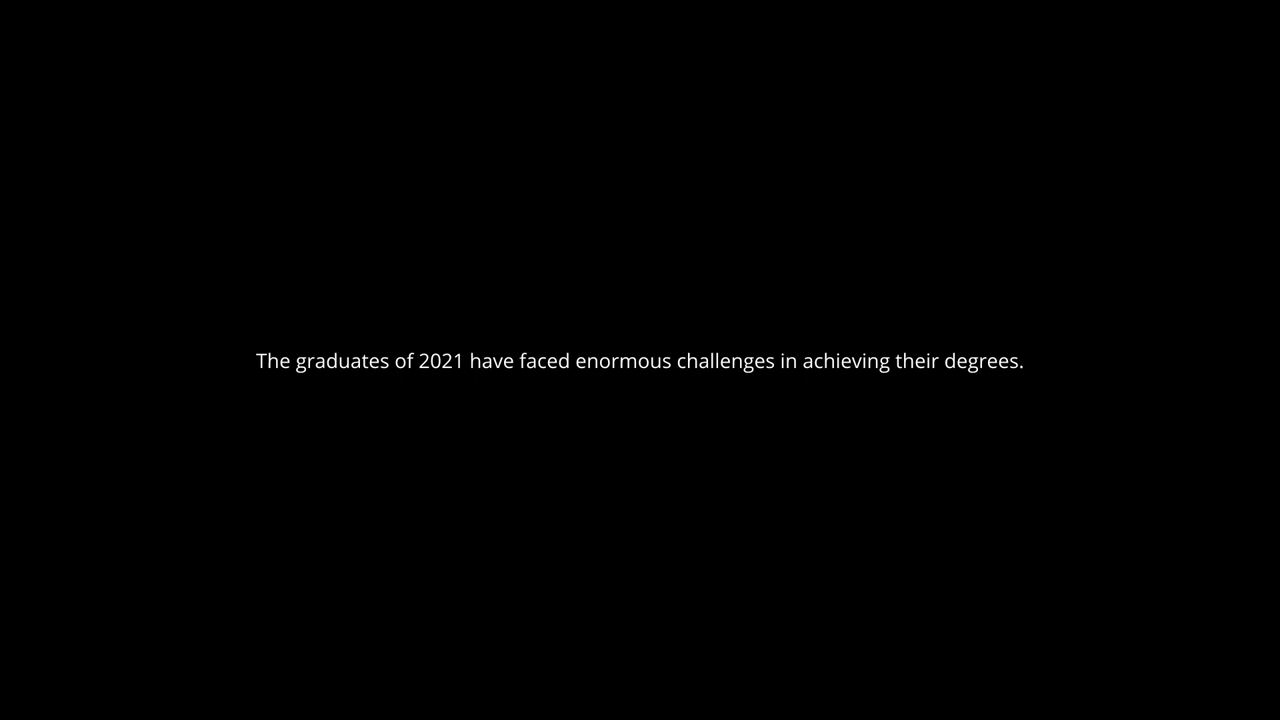 The graduates of 2021 have faced enormous challenges in achieving their degrees.